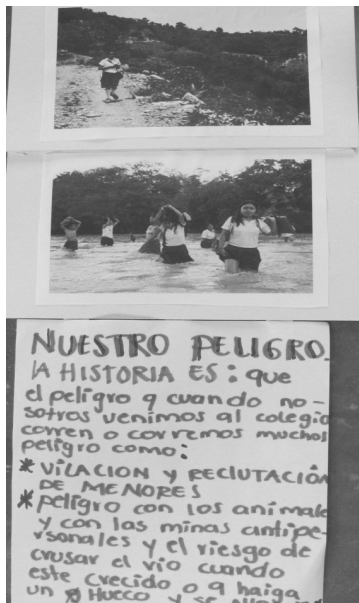 NUESTRO PELIGRO.
LA HISTORIA ES: que
el peligro q cuando no-
sotros venimos al colegio
corren o corremos muchos
peligro como:
* VILACION Y RECLUTACIÓN
DE MENORES
* peligro con los animale
y con las minas antipe-
rsonales y el riesgo de
crusar el rio cuando
este crecido o q haiga
un HUECO y se